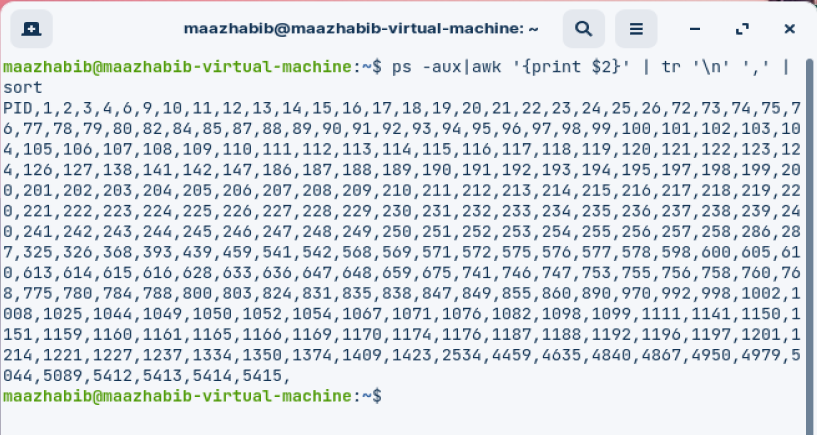 maazhabib@maazhabib-virtual-machine: ~
maazhabib@maazhabib-virtual-machine:~$ ps -aux|awk '{print $2}' | tr '\n' ',' |
sort
PID,1,2,3,4,6,9,10,11,12,13,14,15,16,17,18,19,20,21,22,23,24,25,26,72,73,74,75,7
6,77,78,79,80,82,84,85,87,88,89,90,91,92,93,94,95,96,97,98,99,100,101,102,103,10
4,105,106,107,108,109,110,111,112,113,114,115,116,117,118,119,120,121,122,123,12
4,126,127,138,141,142,147,186,187,188,189,190,191,192,193,194,195,197,198,199,20
0,201,202,203,204,205,206,207,208,209,210,211,212,213,214,215,216,217,218,219,22
0,221,222,223,224,225,226,227,228,229,230,231,232,233,234,235,236,237,238,239,24
0,241,242,243,244,245,246,247,248,249,250,251,252,253,254,255,256,257,258,286,28
7,325,326,368,393,439,459,541,542,568,569,571,572,575,576,577,578,598,600,605,61
0,613,614,615,616,628,633,636,647,648,659,675,741,746,747,753,755,756,758,760,76
8,775,780,784,788,800,803,824,831,835,838,847,849,855,860,890,970,992,998,1002,1
008,1025,1044,1049,1050,1052,1054,1067,1071,1076,1082,1098,1099,1111,1141,1150,1
151,1159,1160,1161,1165,1166,1169,1170,1174,1176,1187,1188,1192,1196,1197,1201,1
214,1221,1227,1237,1334,1350,1374,1409,1423,2534,4459,4635,4840,4867,4950,4979,5
044,5089,5412,5413,5414,5415,
maazhabib@maazhabib-virtual-machine:~$